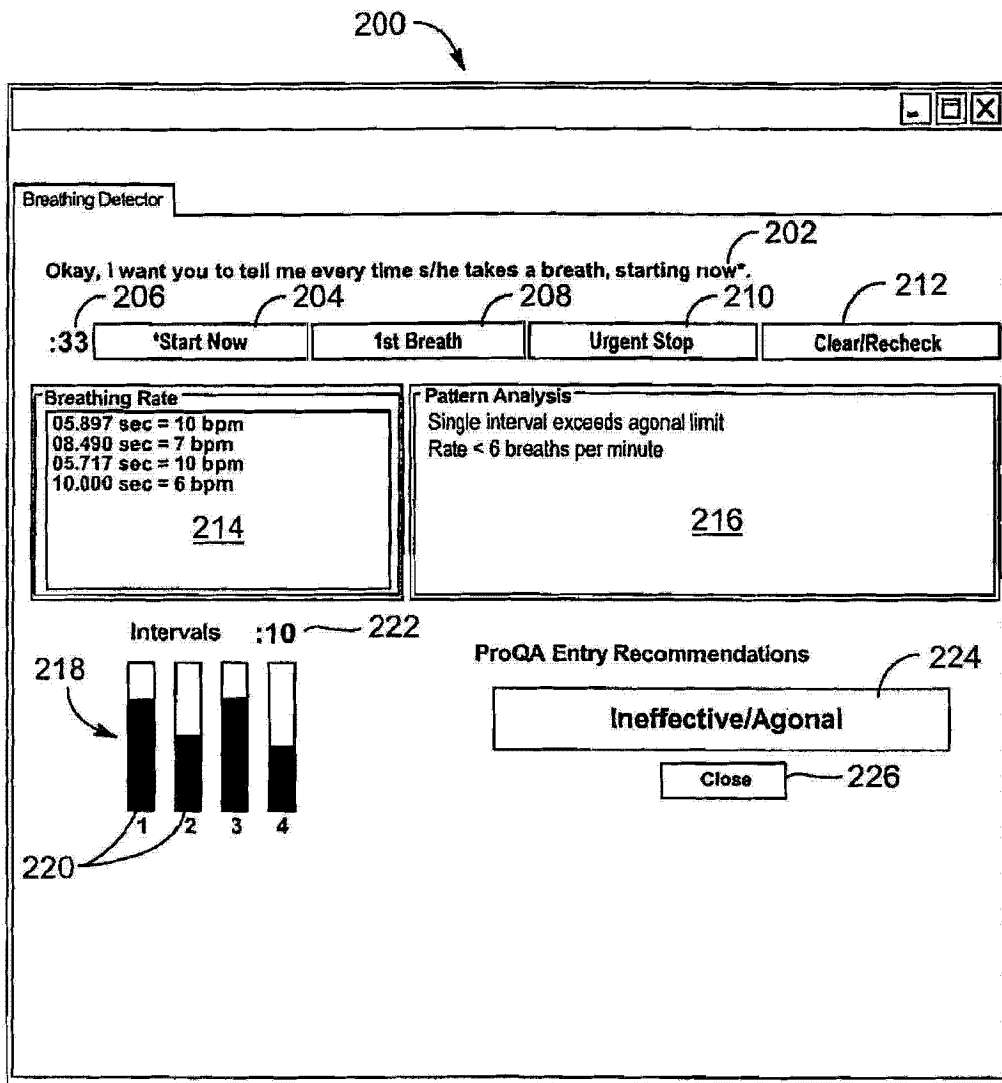 200
Breathing Detector
202
Okay, I want you to tell me every time s/he takes a breath, starting now*.
206 204 208 210 212
:33 *Start Now 1st Breath Urgent Stop Clear/Recheck
Breathing Rate
05.897 sec = 10 bpm
08.490 sec = 7 bpm
05.717 sec = 10 bpm
10.000 sec = 6 bpm
214
Pattern Analysis
Single interval exceeds agonal limit
Rate < 6 breaths per minute
216
Intervals :10 222
218
1 2 3 4
220
ProQA Entry Recommendations
224
Ineffective/Agonal
Close 226